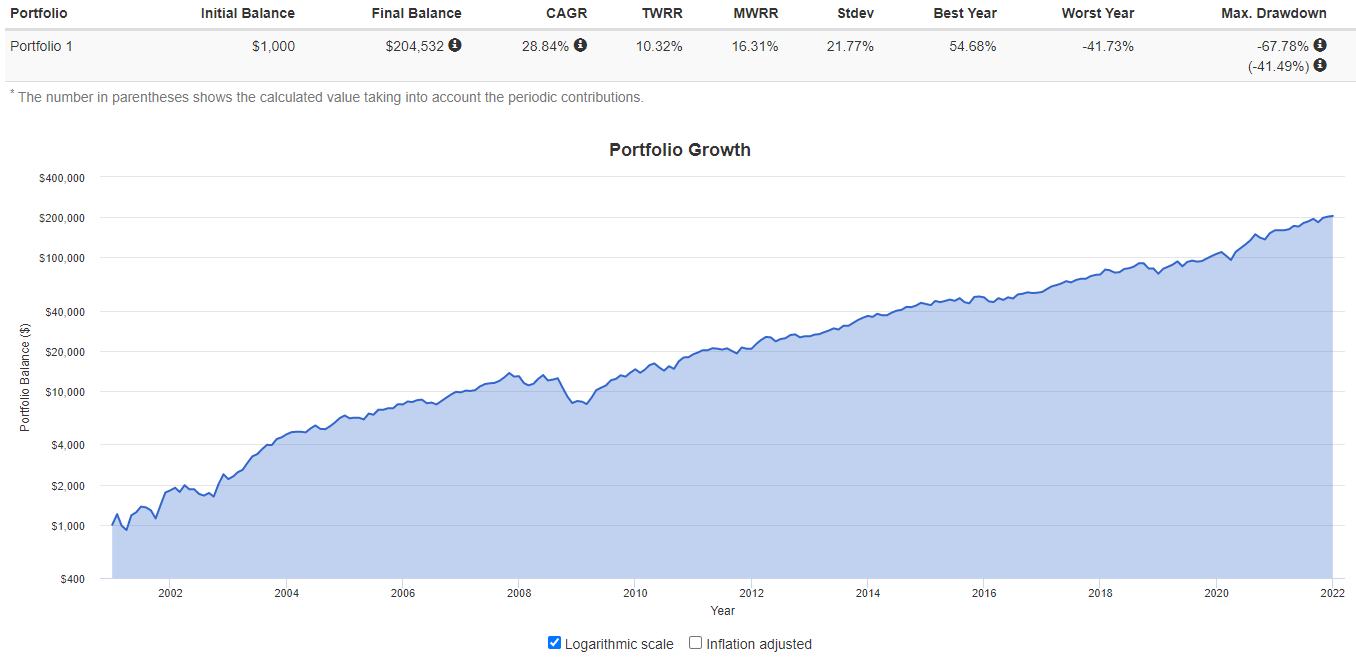 Portfolio Initial Balance Final Balance CAGR TWRR MWRR Stdev Best Year Worst Year Max. Drawdown
Portfolio 1 $1,000 $204,532 28.84% 10.32% 16.31% 21.77% 54.68% -41.73% -67.78%
(-41.49%)
* The number in parentheses shows the calculated value taking into account the periodic contributions.
Portfolio Growth
$400,000
$200,000
$100,000
$40,000
$20,000
$10,000
$4,000
$2,000
$1,000
$400
Portfolio Balance ($)
2002 2004 2006 2008 2010 2012 2014 2016 2018 2020 2022
Year
Logarithmic scale Inflation adjusted